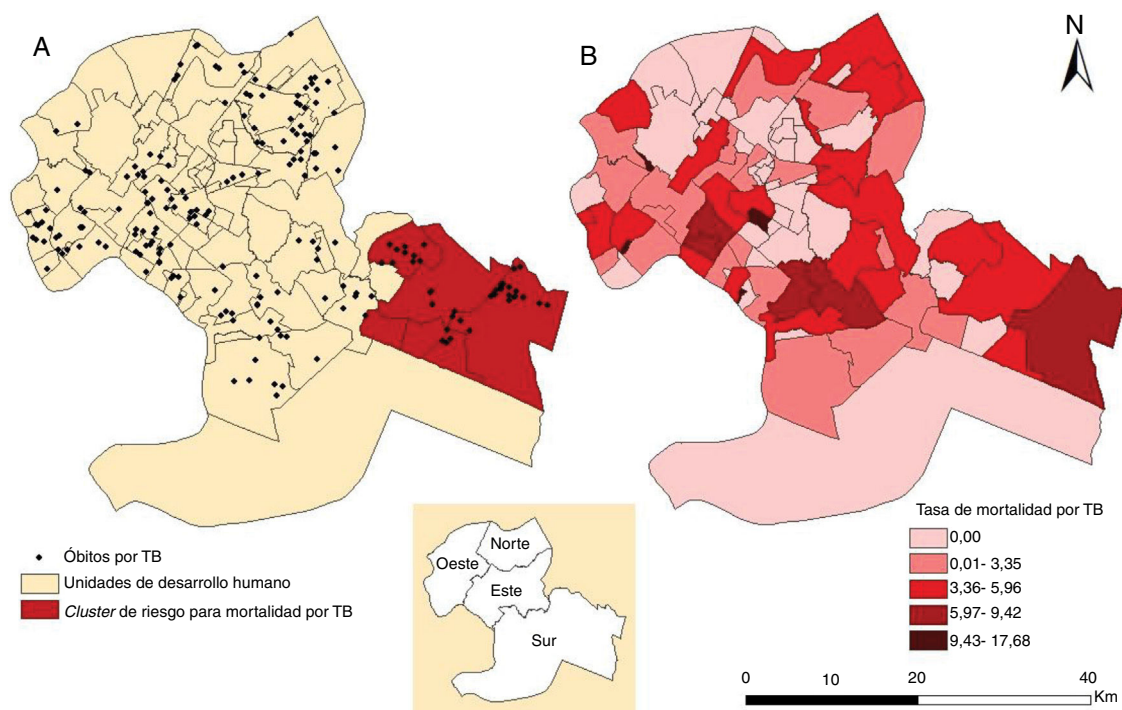 A
B
N
Óbitos por TB
Unidades de desarrollo humano
Cluster de riesgo para mortalidad por TB
Norte
Oeste
Este
Sur
Tasa de mortalidad por TB
0,00
0,01- 3,35
3,36- 5,96
5,97- 9,42
9,43- 17,68
0 10 20 40
Km